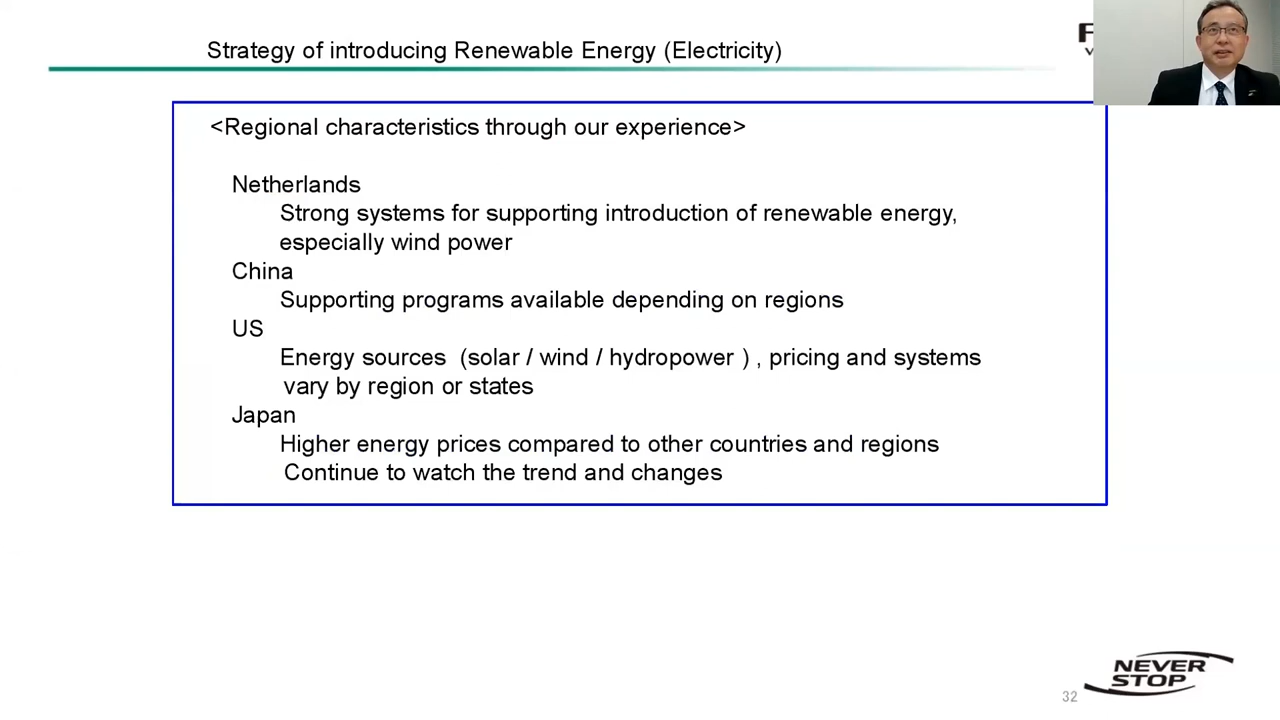 Strategy of introducing Renewable Energy (Electricity)
<Regional characteristics through our experience>
Netherlands
Strong systems for supporting introduction of renewable energy,
especially wind power
China
Supporting programs available depending on regions
US
Energy sources (solar / wind / hydropower ) , pricing and systems
vary by region or states
Japan
Higher energy prices compared to other countries and regions
Continue to watch the trend and changes
NEVER
STOP
32